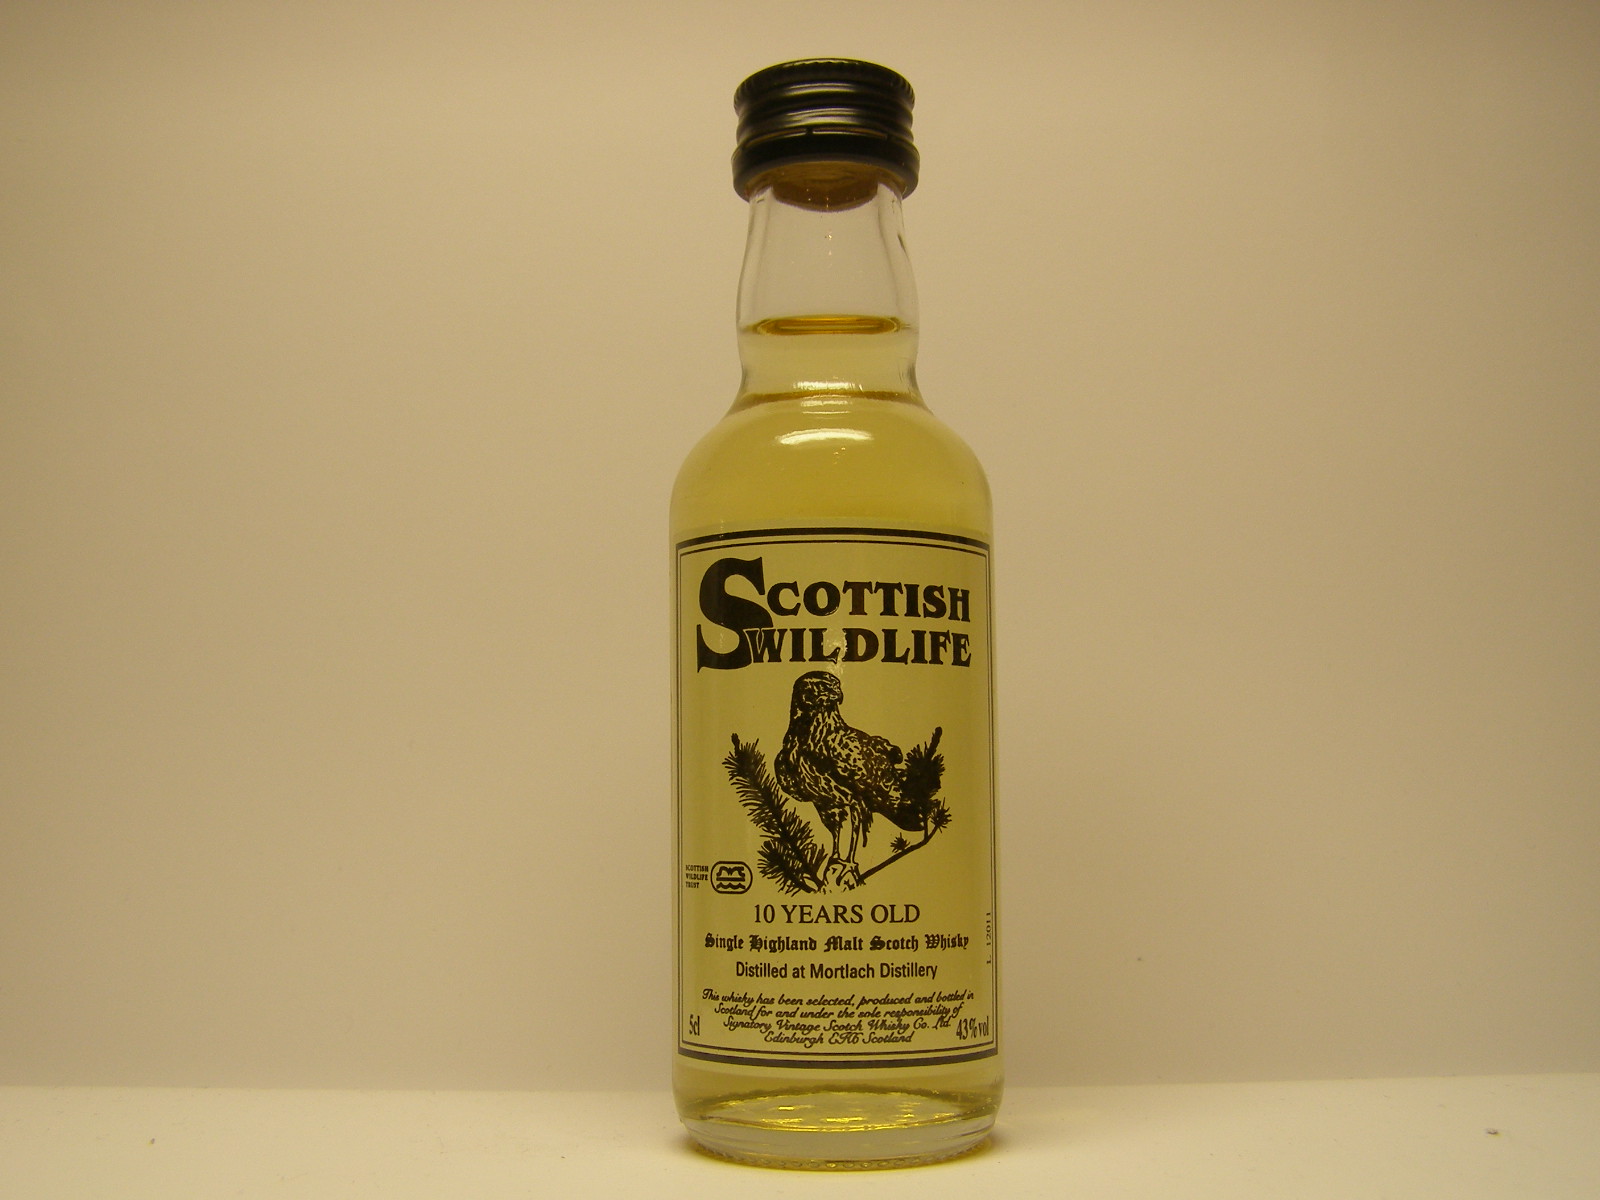 SCOTTISH
WILDLIFE
SCOTTISH
WILDLIFE
TRUST
10 YEARS OLD
Single Highland Malt Scotch Whisky
Distilled at Mortlach Distillery
This whisky has been selected, produced and bottled in
Scotland for and under the sole responsibility of
Signatory Vintage Scotch Whisky Co. Ltd.
Edinburgh EH6 Scotland
5cl
43%vol
L. 12011